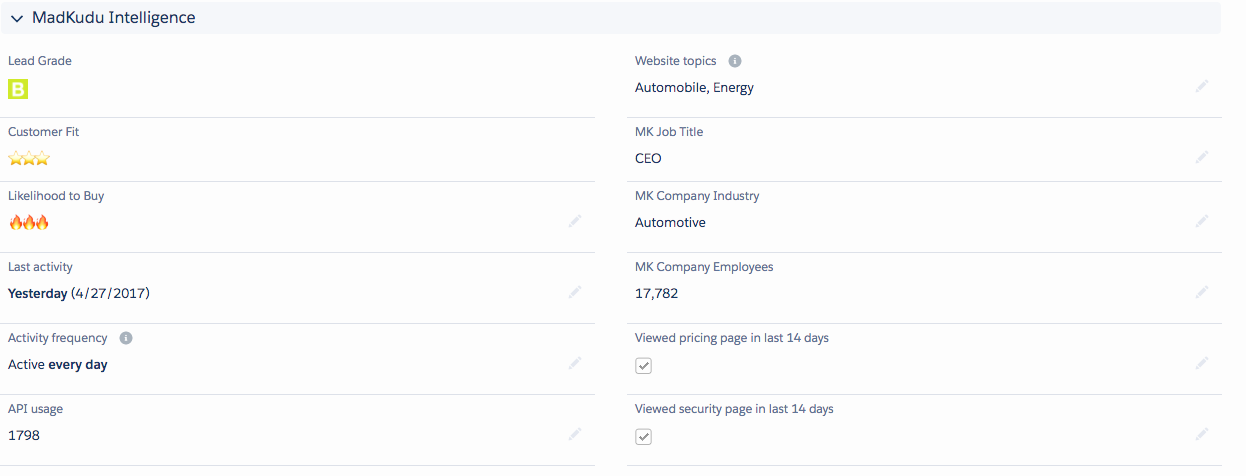 MadKudu Intelligence
Lead Grade
B
Customer Fit
Likelihood to Buy
Last activity
Yesterday (4/27/2017)
Activity frequency
Active every day
API usage
1798
Website topics
Automobile, Energy
MK Job Title
CEO
MK Company Industry
Automotive
MK Company Employees
17,782
Viewed pricing page in last 14 days
Viewed security page in last 14 days